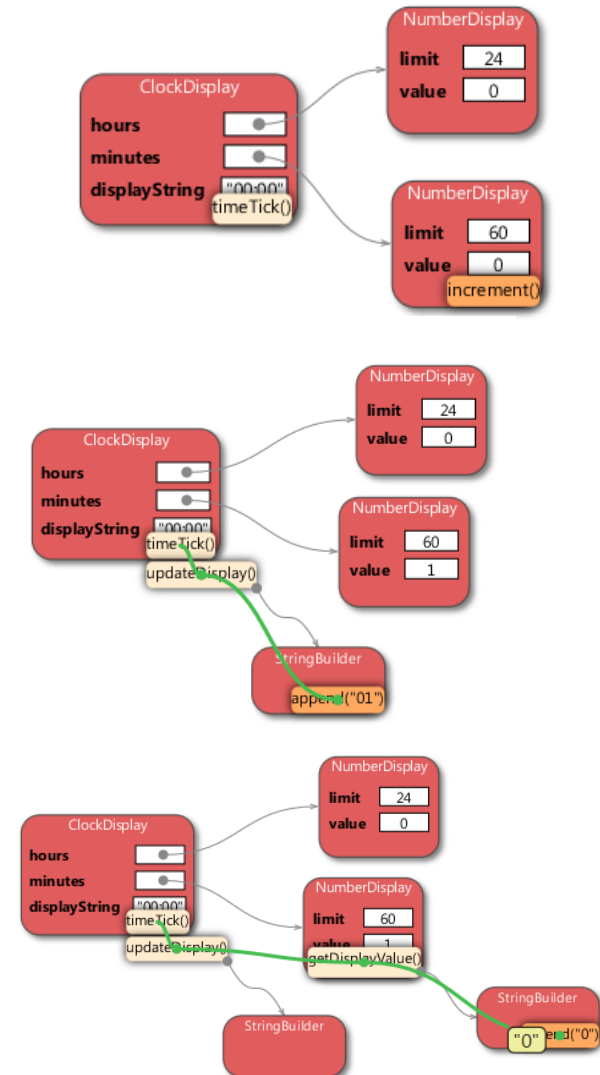 NumberDisplay
limit 24
value 0
ClockDisplay
hours
minutes
displayString "00:00"
timeTick()
NumberDisplay
limit 60
value 0
increment()
NumberDisplay
limit 24
value 0
ClockDisplay
hours
minutes
displayString "00:00"
timeTick()
updateDisplay()
NumberDisplay
limit 60
value 1
StringBuilder
append("01")
NumberDisplay
limit 24
value 0
ClockDisplay
hours
minutes
displayString "00:00"
timeTick()
updateDisplay()
NumberDisplay
limit 60
value 1
getDisplayValue()
StringBuilder
"0" end("0")
StringBuilder